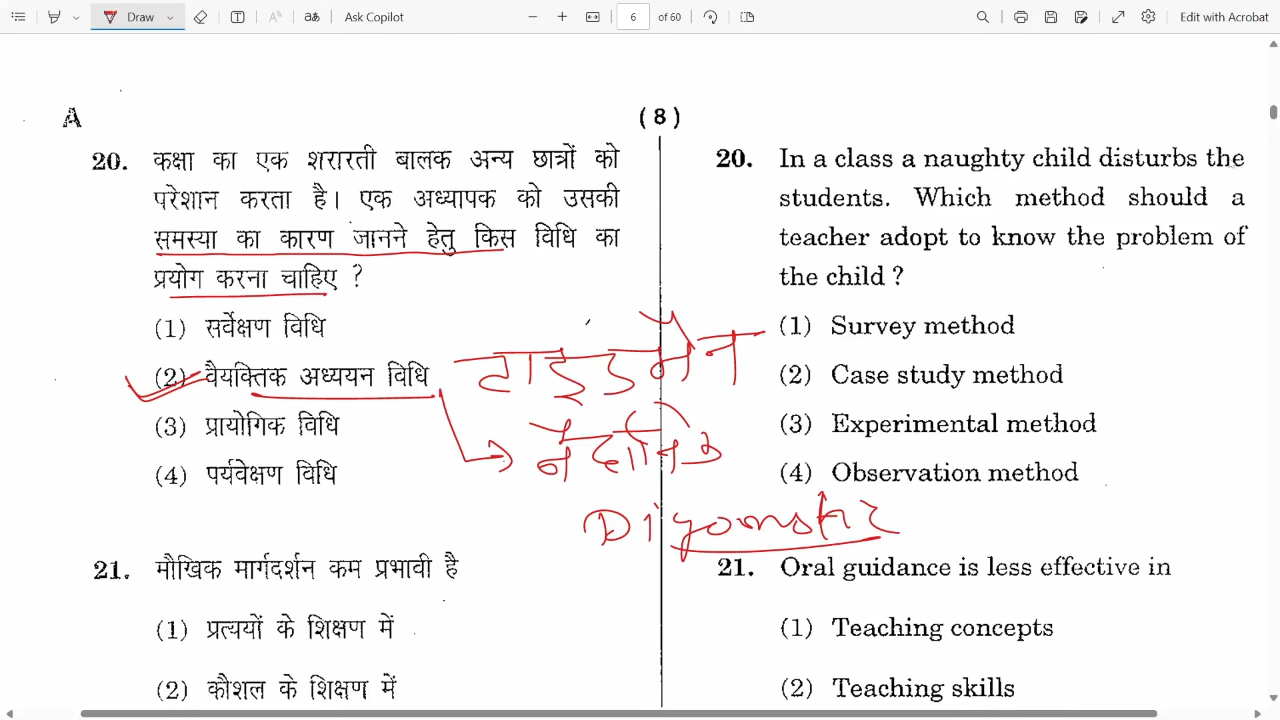 Draw
Ask Copilot
6 of 60
Edit with Acrobat
A
(8)
20. कक्षा का एक शरारती बालक अन्य छात्रों को
परेशान करता है। एक अध्यापक को उसकी
समस्या का कारण जानने हेतु किस विधि का
प्रयोग करना चाहिए ?
(1) सर्वेक्षण विधि
(2) वैयक्तिक अध्ययन विधि
(3) प्रायोगिक विधि
(4) पर्यवेक्षण विधि
टाइडमैन
नैदानिक
21. मौखिक मार्गदर्शन कम प्रभावी है
(1) प्रत्ययों के शिक्षण में
(2) कौशल के शिक्षण में
20. In a class a naughty child disturbs the
students. Which method should a
teacher adopt to know the problem of
the child ?
(1) Survey method
(2) Case study method
(3) Experimental method
(4) Observation method
21. Oral guidance is less effective in
(1) Teaching concepts
(2) Teaching skills